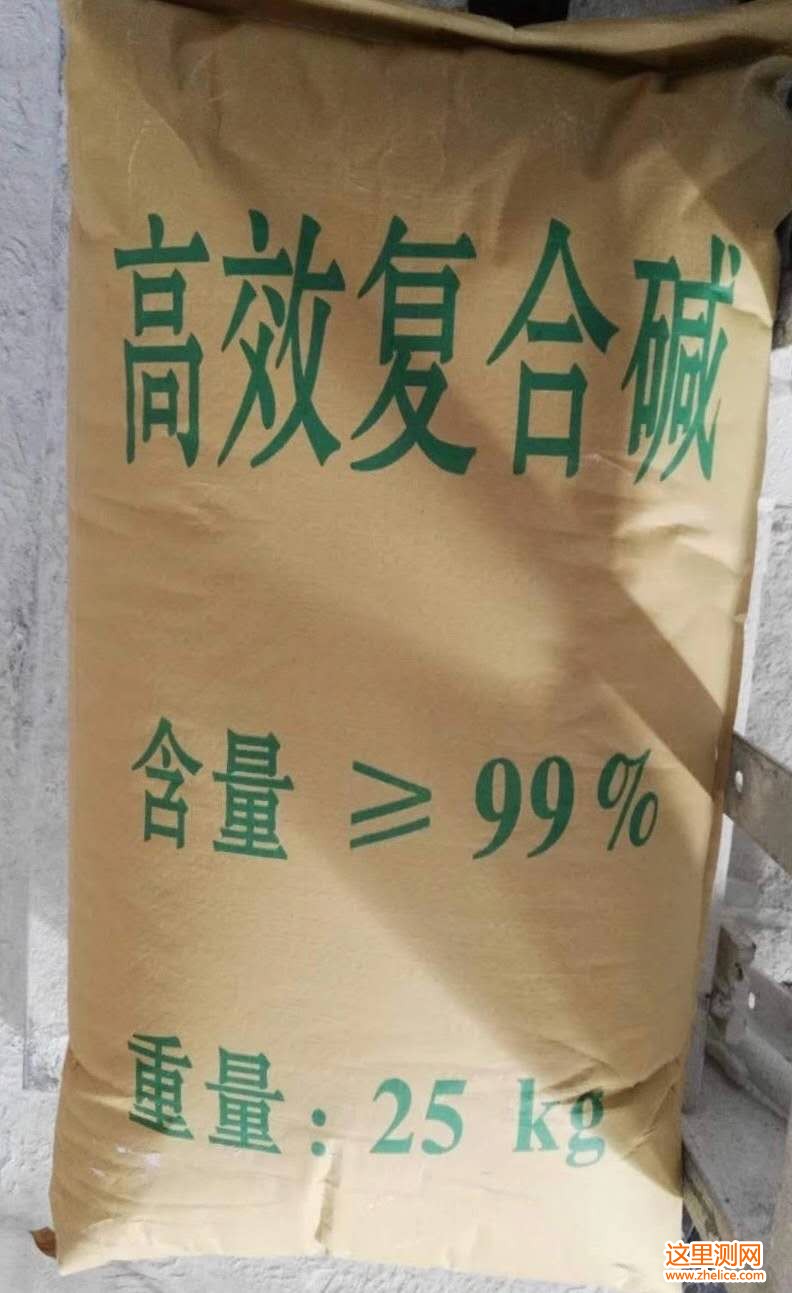 高效复合碱
含量 ≥ 99%
重量: 25 kg
这里测网
www.zhelice.com